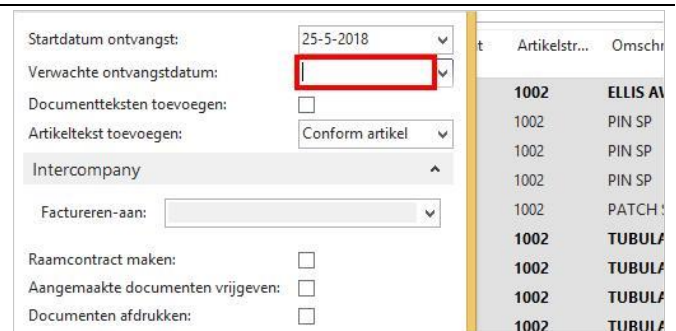 Startdatum ontvangst: 25-5-2018
Verwachte ontvangstdatum:
Documentteksten toevoegen:
Artikeltekst toevoegen: Conform artikel
Intercompany
Factureren-aan:
Raamcontract maken:
Aangemaakte documenten vrijgeven:
Documenten afdrukken:
t Artikelstr... Omschr
1002 ELLIS AV
1002 PIN SP
1002 PIN SP
1002 PIN SP
1002 PATCH S
1002 TUBULA
1002 TUBULA
1002 TUBULA
1002 TUBULA